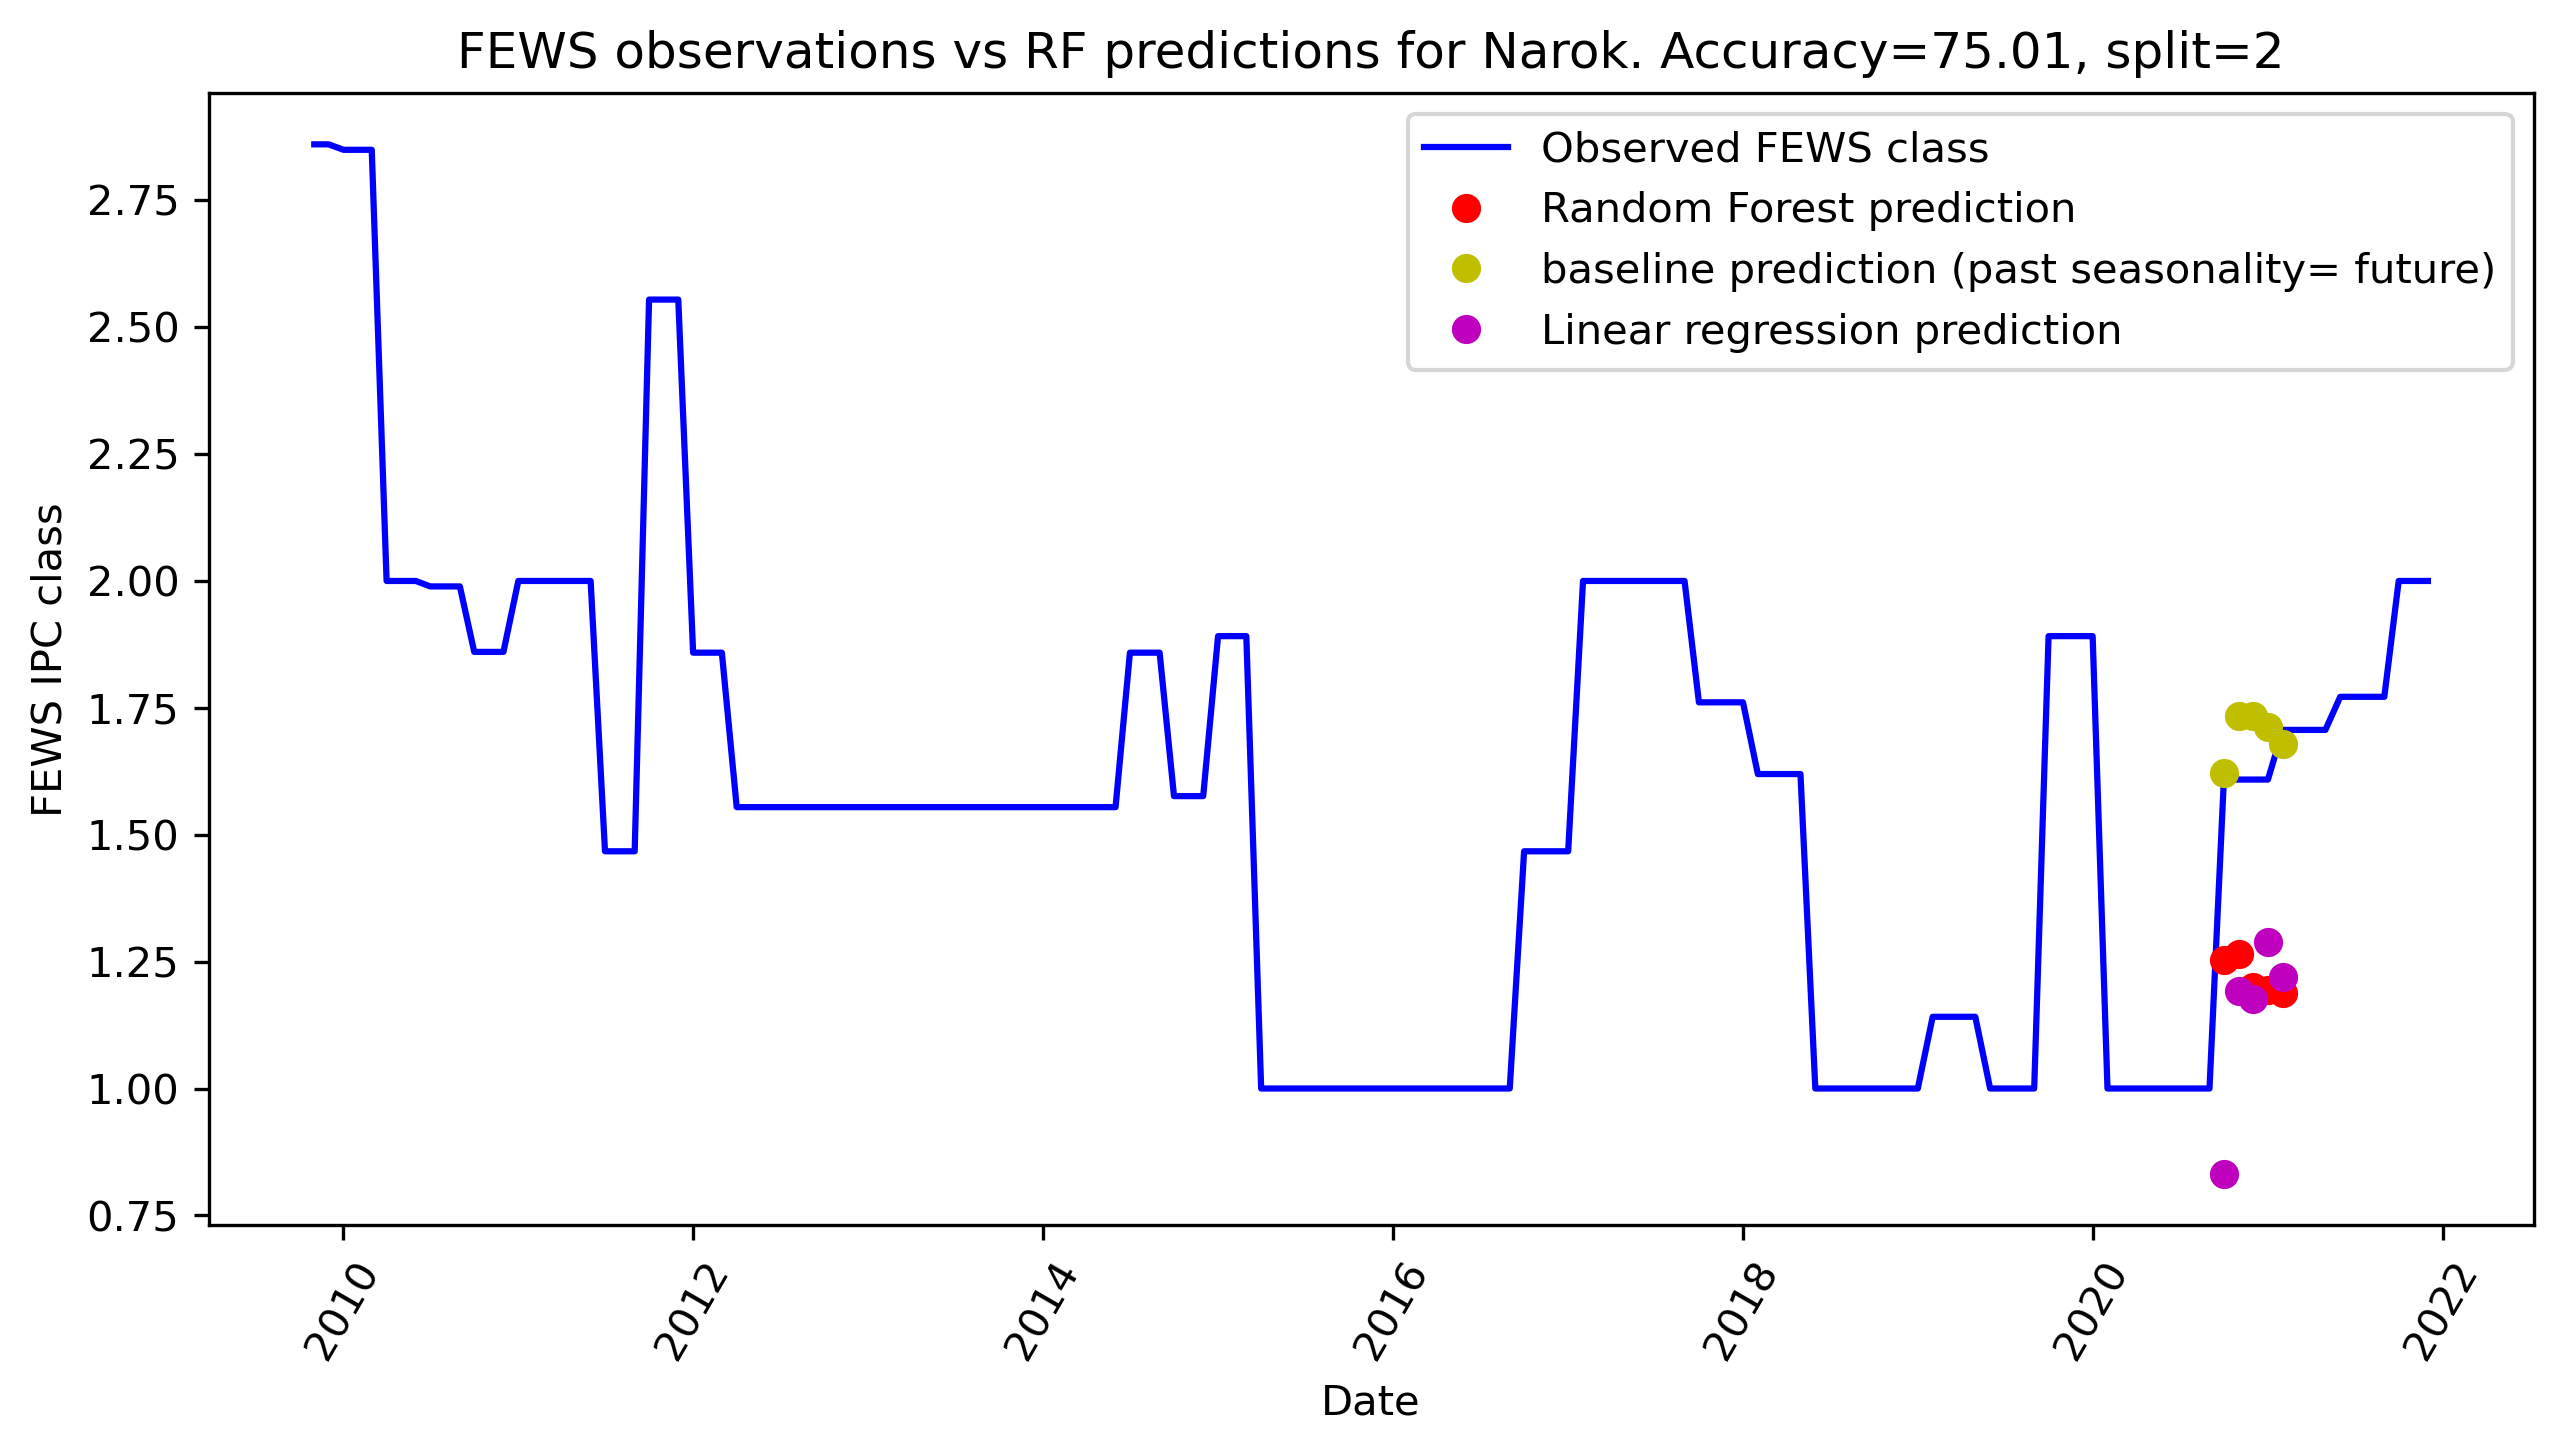 FEWS observations vs RF predictions for Narok. Accuracy=75.01, split=2
Observed FEWS class
Random Forest prediction
baseline prediction (past seasonality= future)
Linear regression prediction
FEWS IPC class
2.75
2.50
2.25
2.00
1.75
1.50
1.25
1.00
0.75
2010
2012
2014
2016
2018
2020
2022
Date